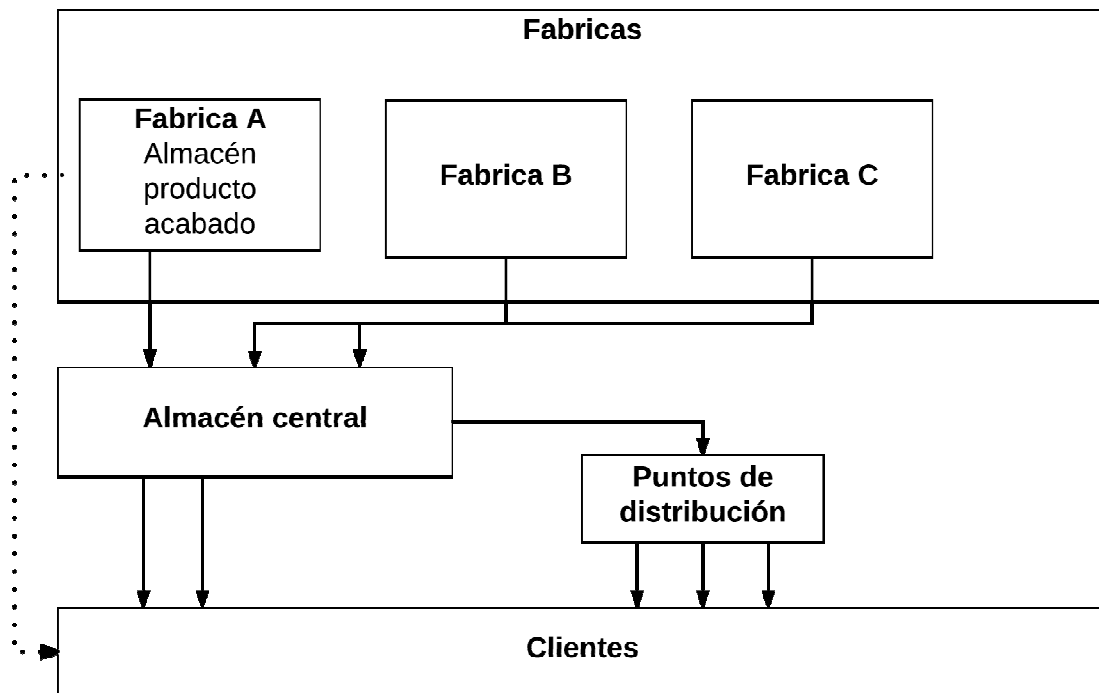 Fabricas
Fabrica A
Almacén
producto
acabado
Fabrica B
Fabrica C
Almacén central
Puntos de
distribución
Clientes